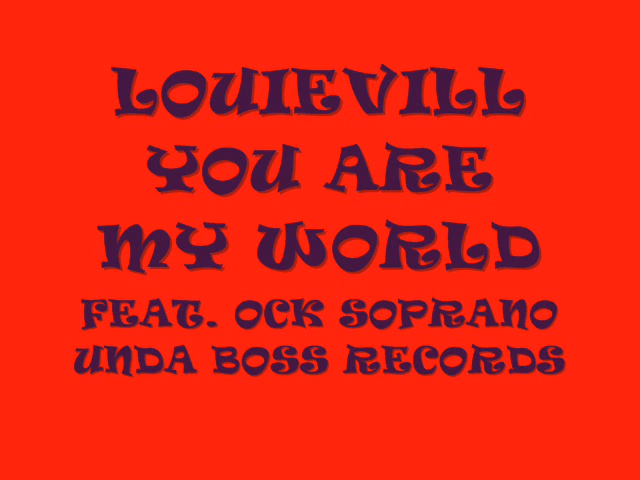 LOUIEVILL
YOU ARE
MY WORLD
FEAT. OCK SOPRANO
UNDA BOSS RECORDS